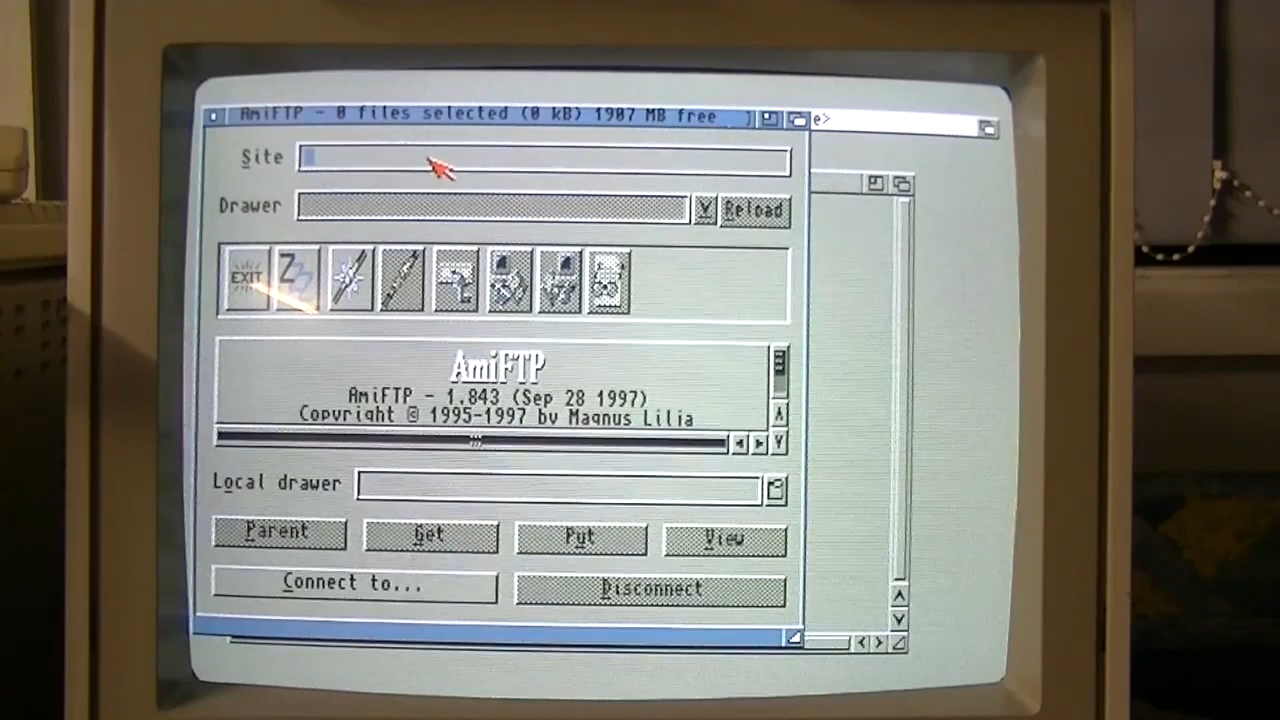 AmiFTP - 0 files selected (0 kB) 1907 MB free
e>
Site
Drawer
Reload
EXIT
Z
AmiFTP
AmiFTP - 1.843 (Sep 28 1997)
Copyright © 1995-1997 by Magnus Lilja
Local drawer
Parent
Get
Put
View
Connect to...
Disconnect